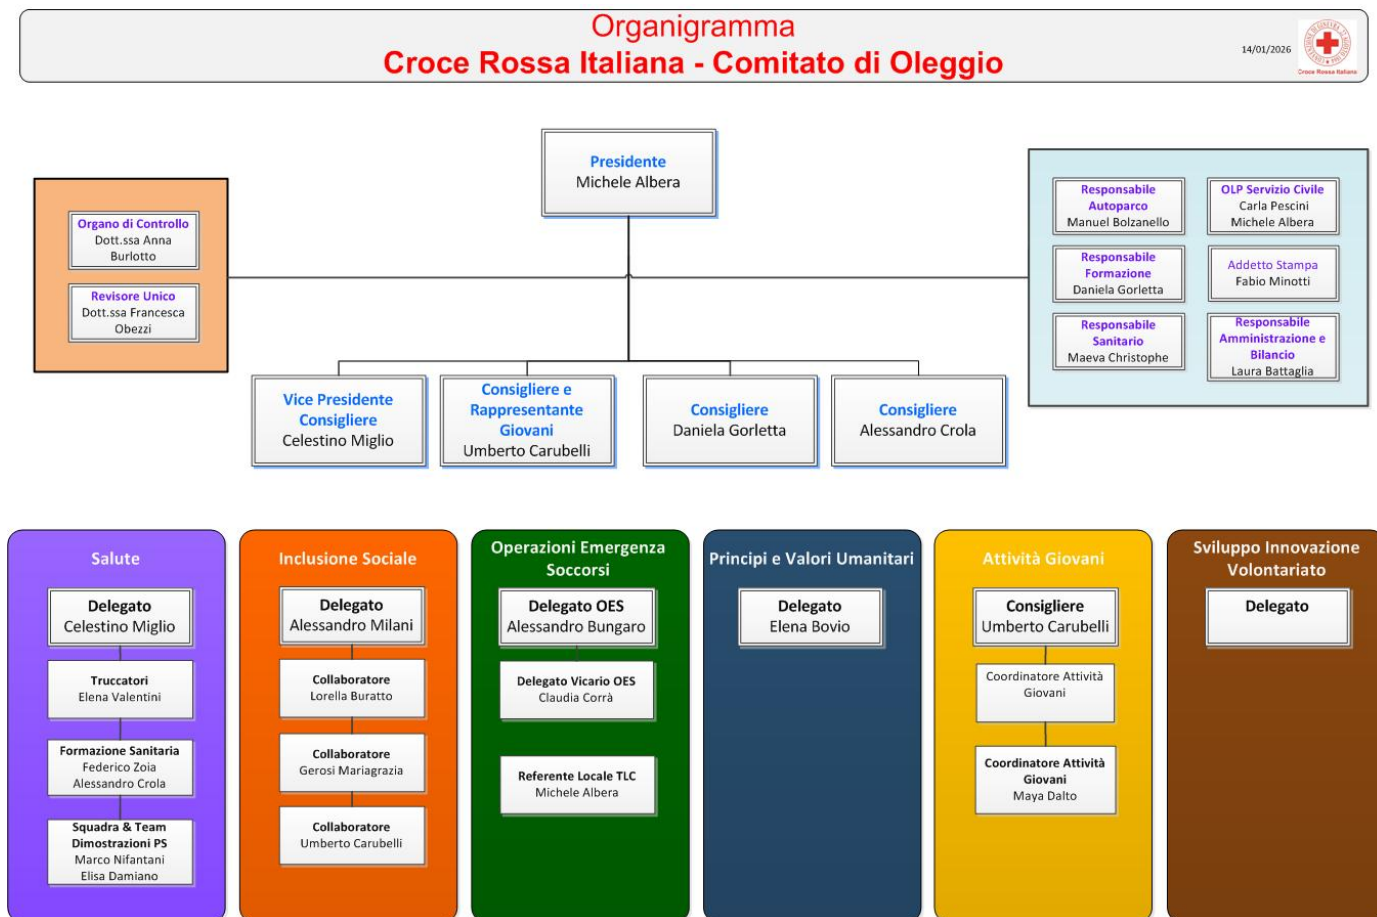 Organigramma
Croce Rossa Italiana - Comitato di Oleggio
14/01/2026
Croce Rossa Italiana
Presidente
Michele Albera
Organo di Controllo
Dott.ssa Anna
Burlotto
Revisore Unico
Dott.ssa Francesca
Obezzi
Responsabile
Autoparco
Manuel Bolzanello
OLP Servizio Civile
Carla Pescini
Michele Albera
Responsabile
Formazione
Daniela Gorletta
Addetto Stampa
Fabio Minotti
Responsabile
Sanitario
Maeva Christophe
Responsabile
Amministrazione e
Bilancio
Laura Battaglia
Vice Presidente
Consigliere
Celestino Miglio
Consigliere e
Rappresentante
Giovani
Umberto Carubelli
Consigliere
Daniela Gorletta
Consigliere
Alessandro Crola
Salute
Delegato
Celestino Miglio
Truccatori
Elena Valentini
Formazione Sanitaria
Federico Zoia
Alessandro Crola
Squadra & Team
Dimostrazioni PS
Marco Nifantani
Elisa Damiano
Inclusione Sociale
Delegato
Alessandro Milani
Collaboratore
Lorella Buratto
Collaboratore
Gerosi Mariagrazia
Collaboratore
Umberto Carubelli
Operazioni Emergenza
Soccorsi
Delegato OES
Alessandro Bungaro
Delegato Vicario OES
Claudia Corrà
Referente Locale TLC
Michele Albera
Principi e Valori Umanitari
Delegato
Elena Bovio
Attività Giovani
Consigliere
Umberto Carubelli
Coordinatore Attività
Giovani
Coordinatore Attività
Giovani
Maya Dalto
Sviluppo Innovazione
Volontariato
Delegato